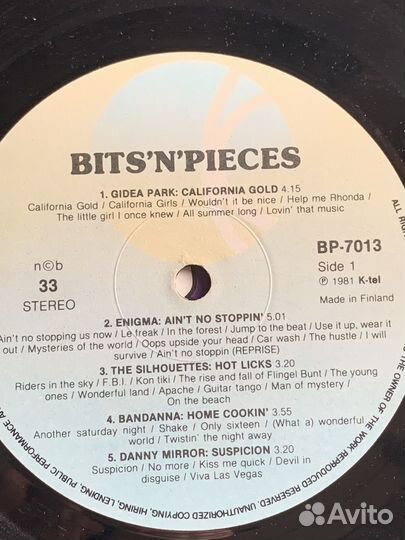 BITS'N'PIECES
1. GIDEA PARK: CALIFORNIA GOLD 4.15
California Gold / California Girls / Wouldn't it be nice / Help me Rhonda /
The little girl I once knew / All summer long / Lovin' that music
ALL RIGHT
n©b
33
STEREO
BP-7013
Side 1
℗ 1981 K-tel
Made in Finland
2. ENIGMA: AIN'T NO STOPPIN' 5.01
Ain't no stopping us now / Le freak / In the forest / Jump to the beat / Use it up, wear it
out / Mysteries of the world / Oops upside your head / Car wash / The hustle / I will
survive / Ain't no stoppin (REPRISE)
3. THE SILHOUETTES: HOT LICKS 3.20
Riders in the sky / F.B.I. / Kon tiki / The rise and fall of Flingel Bunt / The young
ones / Wonderful land / Apache / Guitar tango / Man of mystery /
On the beach
4. BANDANNA: HOME COOKIN' 3.55
Another saturday night / Shake / Only sixteen / (What a) wonderful
world / Twistin' the night away
5. DANNY MIRROR: SUSPICION 3.20
Suspicion / No more / Kiss me quick / Devil in
disguise / Viva Las Vegas
S OF THE OWNER OF THE WORK REPRODUCED RESERVED. UNAUTHORIZED COPYING, HIRING, LENDING, PUBLIC PERFORMANCE A
Avito